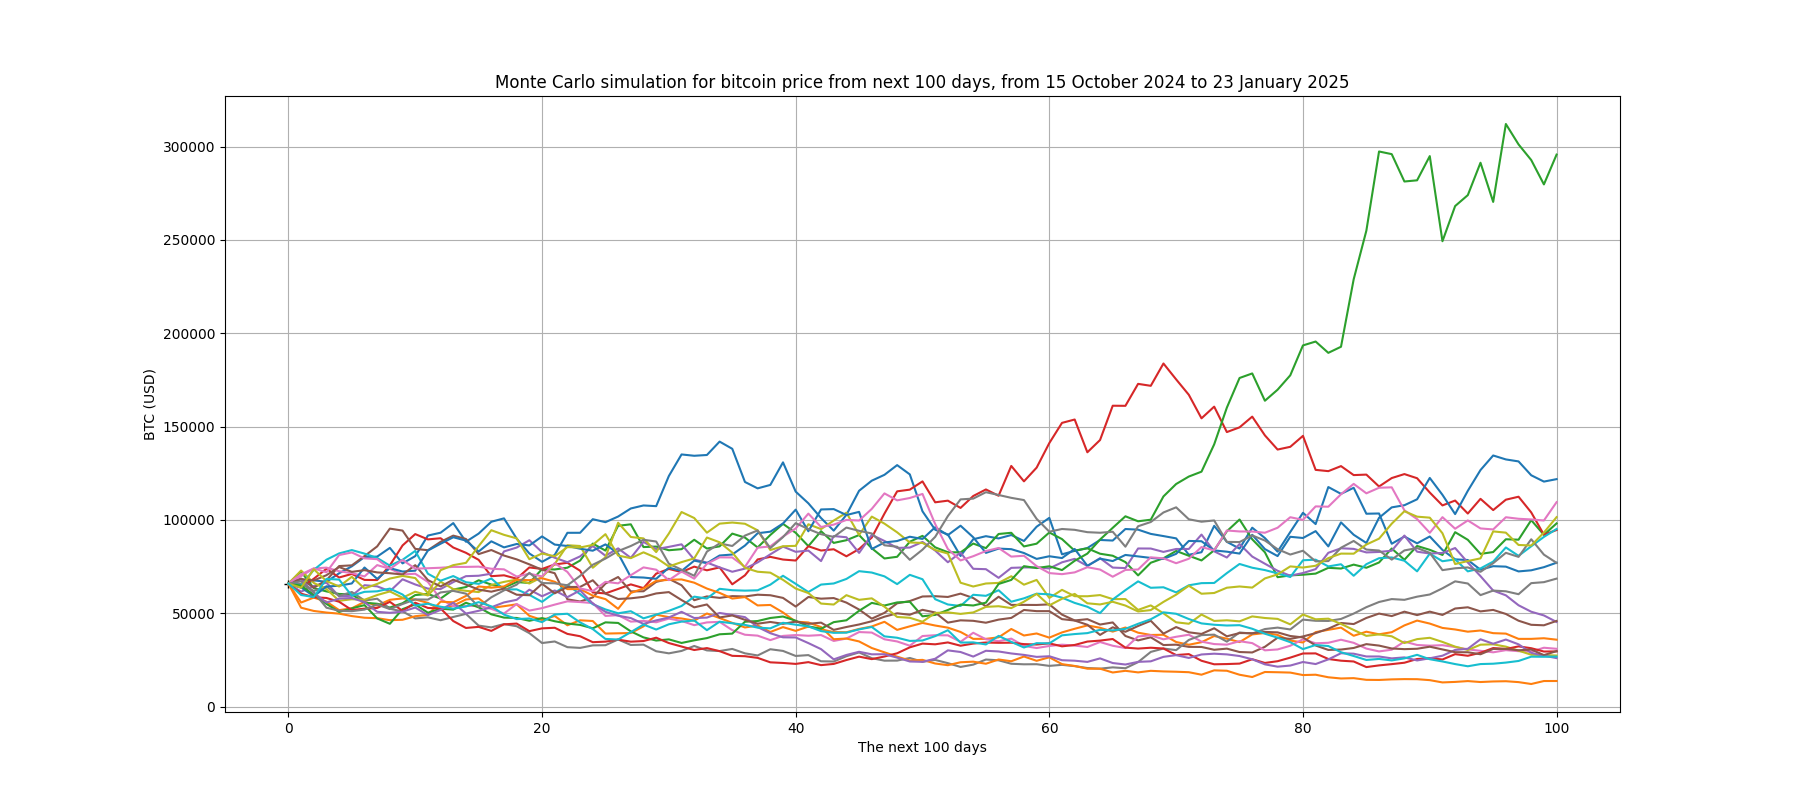 Monte Carlo simulation for bitcoin price from next 100 days, from 15 October 2024 to 23 January 2025
300000
250000
200000
150000
100000
50000
0
BTC (USD)
0 20 40 60 80 100
The next 100 days